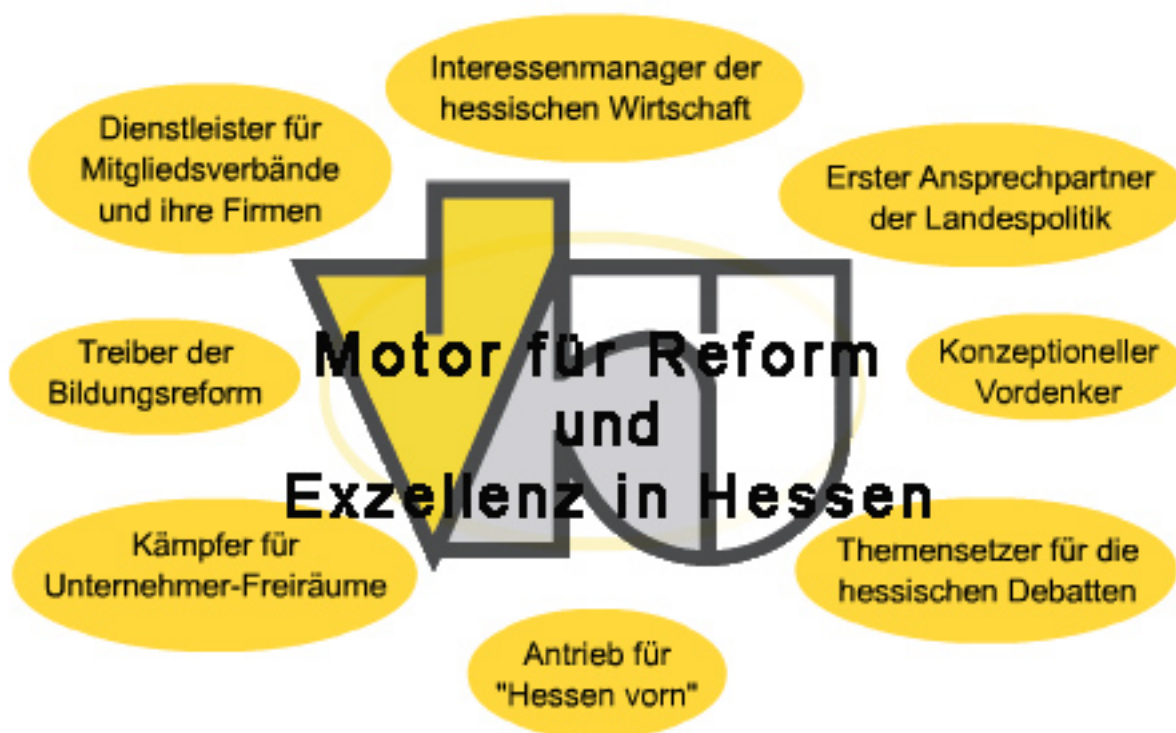 Interessenmanager der
hessischen Wirtschaft
Dienstleister für
Mitgliedsverbände
und ihre Firmen
Erster Ansprechpartner
der Landespolitik
Treiber der
Bildungsreform
Motor für Reform
und
Exzellenz in Hessen
Konzeptioneller
Vordenker
Kämpfer für
Unternehmer-Freiräume
Themensetzer für die
hessischen Debatten
Antrieb für
"Hessen vorn"